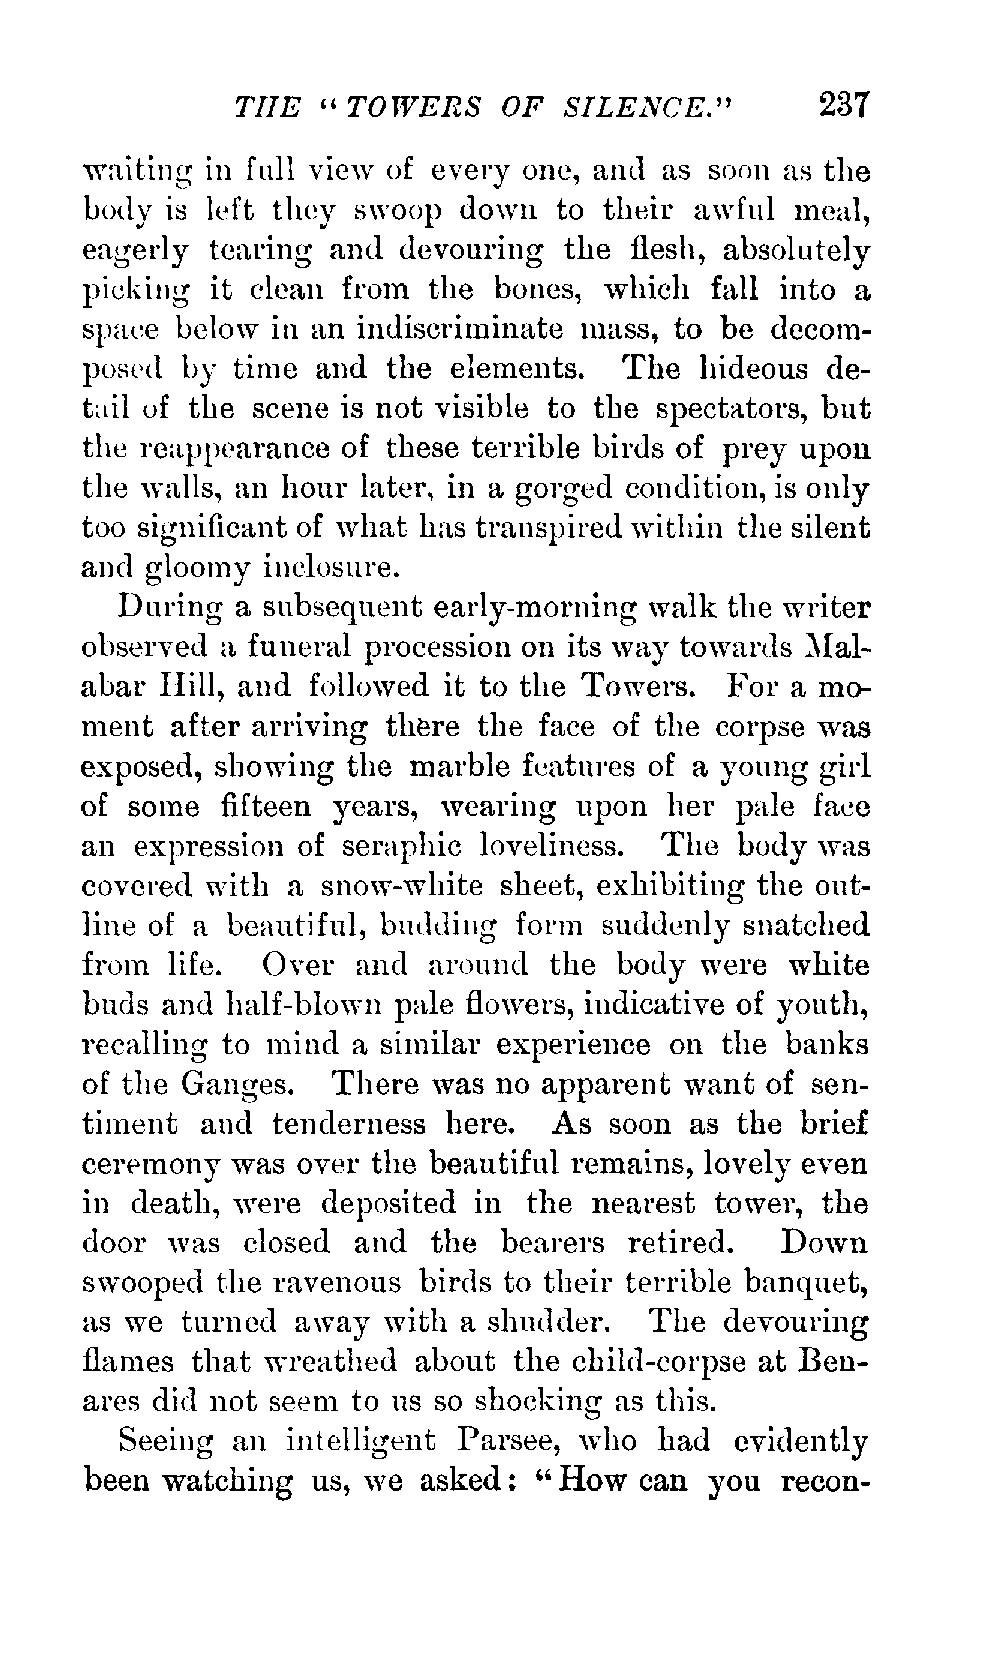 THE " TOWERS OF SILENCE." 237
waiting in full view of every one, and as soon as the
body is left they swoop down to their awful meal,
eagerly tearing and devouring the flesh, absolutely
picking it clean from the bones, which fall into a
space below in an indiscriminate mass, to be decom-
posed by time and the elements. The hideous de-
tail of the scene is not visible to the spectators, but
the reappearance of these terrible birds of prey upon
the walls, an hour later, in a gorged condition, is only
too significant of what has transpired within the silent
and gloomy inclosure.
During a subsequent early-morning walk the writer
observed a funeral procession on its way towards Mal-
abar Hill, and followed it to the Towers. For a mo-
ment after arriving there the face of the corpse was
exposed, showing the marble features of a young girl
of some fifteen years, wearing upon her pale face
an expression of seraphic loveliness. The body was
covered with a snow-white sheet, exhibiting the out-
line of a beautiful, budding form suddenly snatched
from life. Over and around the body were white
buds and half-blown pale flowers, indicative of youth,
recalling to mind a similar experience on the banks
of the Ganges. There was no apparent want of sen-
timent and tenderness here. As soon as the brief
ceremony was over the beautiful remains, lovely even
in death, were deposited in the nearest tower, the
door was closed and the bearers retired. Down
swooped the ravenous birds to their terrible banquet,
as we turned away with a shudder. The devouring
flames that wreathed about the child-corpse at Ben-
ares did not seem to us so shocking as this.
Seeing an intelligent Parsee, who had evidently
been watching us, we asked: "How can you recon-